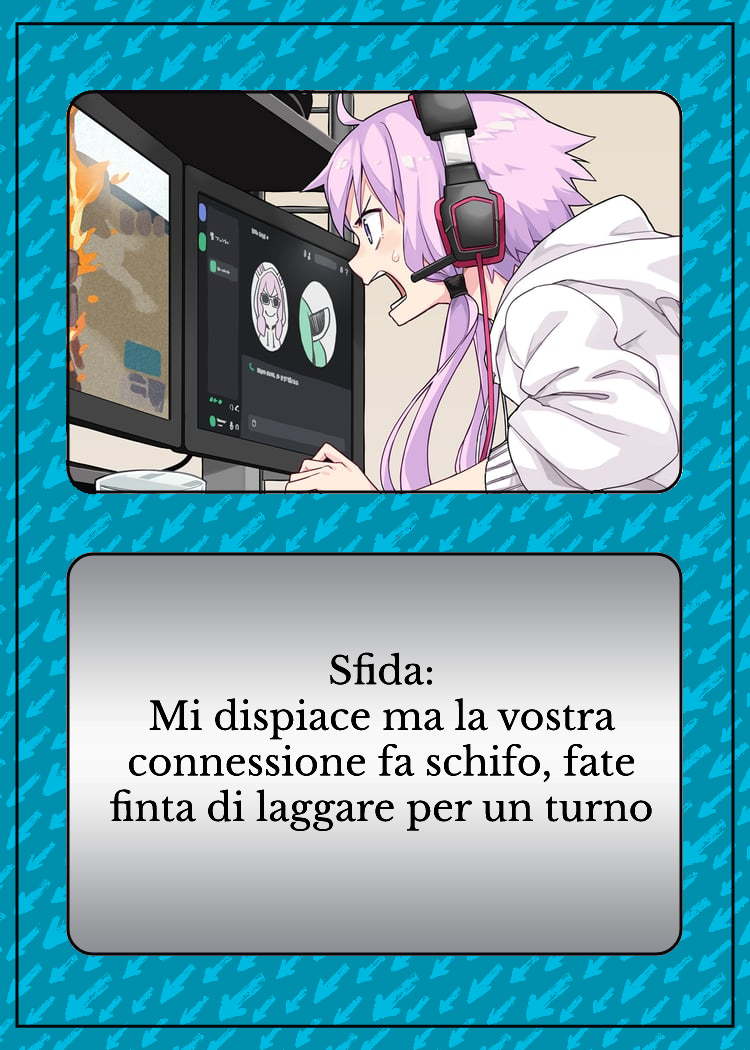 Sfida:
Mi dispiace ma la vostra
connessione fa schifo, fate
finta di laggare per un turno